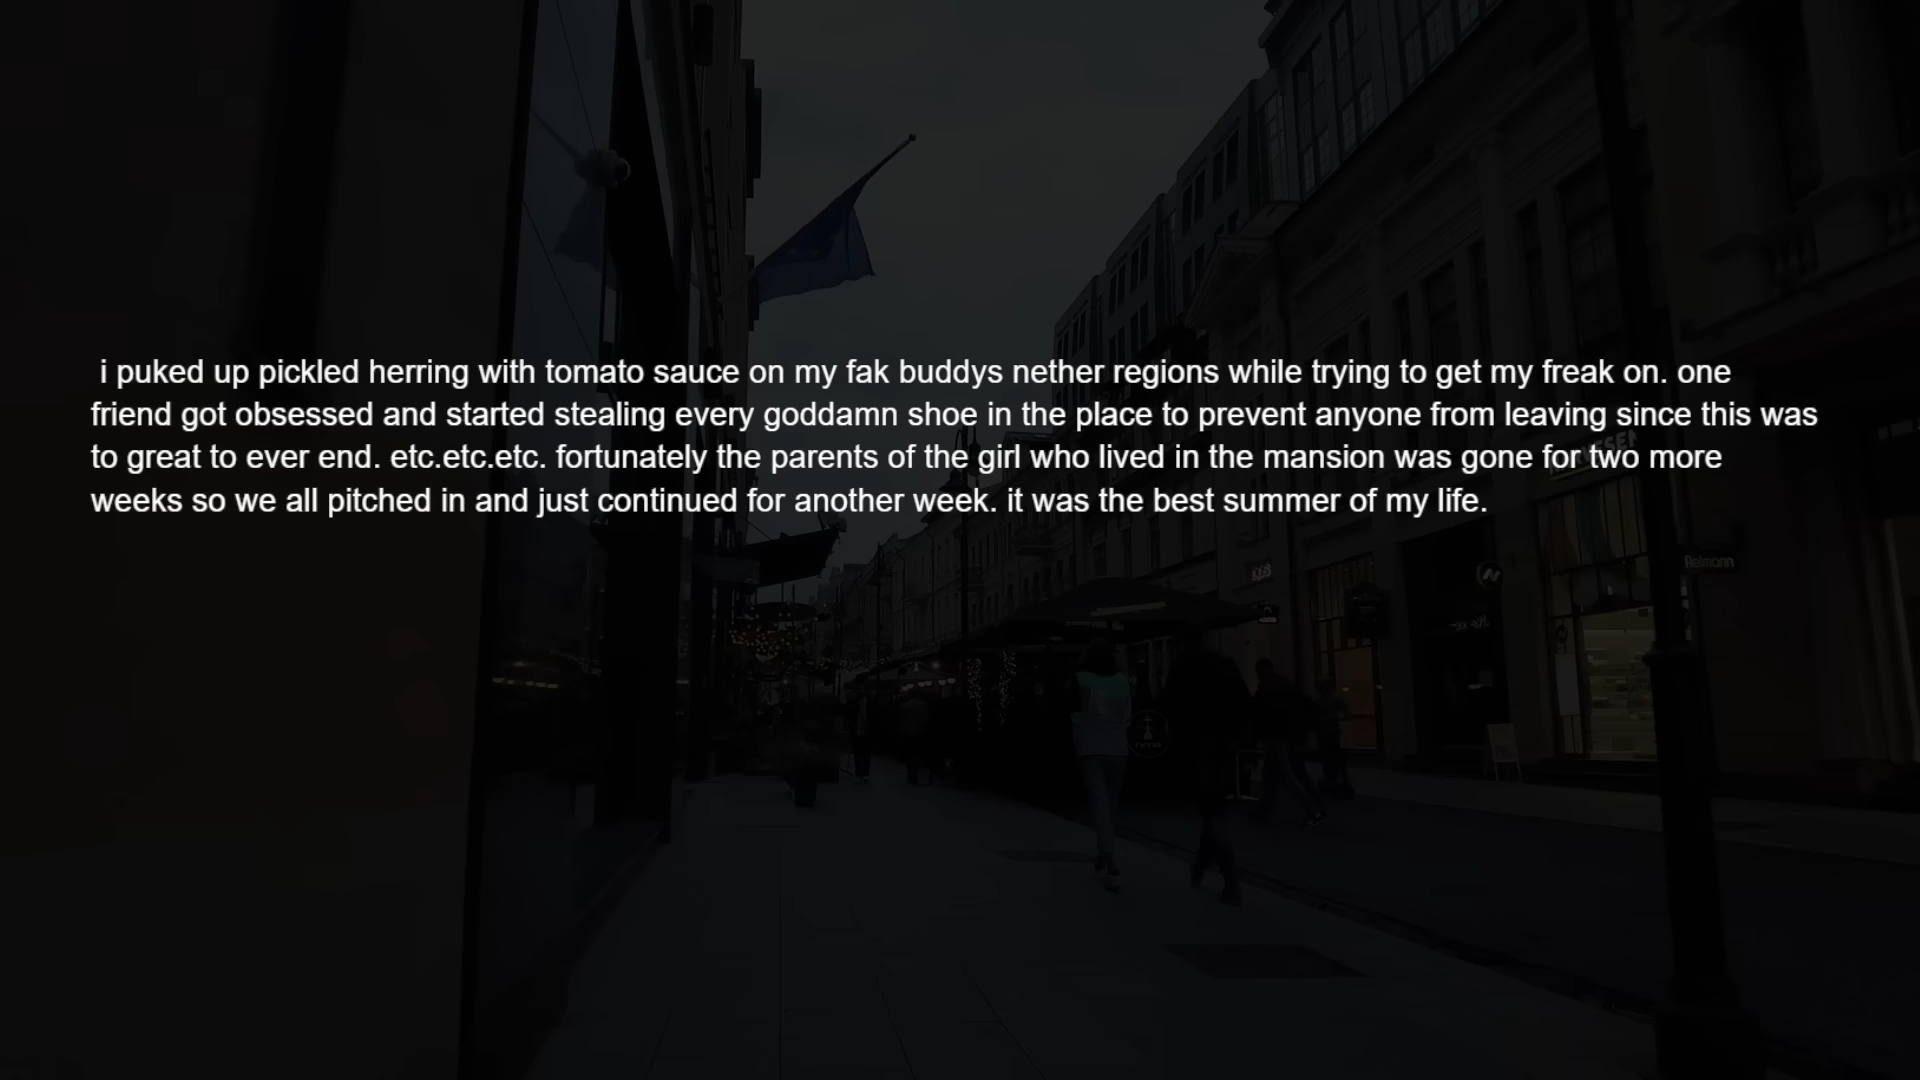 i puked up pickled herring with tomato sauce on my fak buddys nether regions while trying to get my freak on. one
friend got obsessed and started stealing every goddamn shoe in the place to prevent anyone from leaving since this was
to great to ever end. etc.etc.etc. fortunately the parents of the girl who lived in the mansion was gone for two more
weeks so we all pitched in and just continued for another week. it was the best summer of my life.